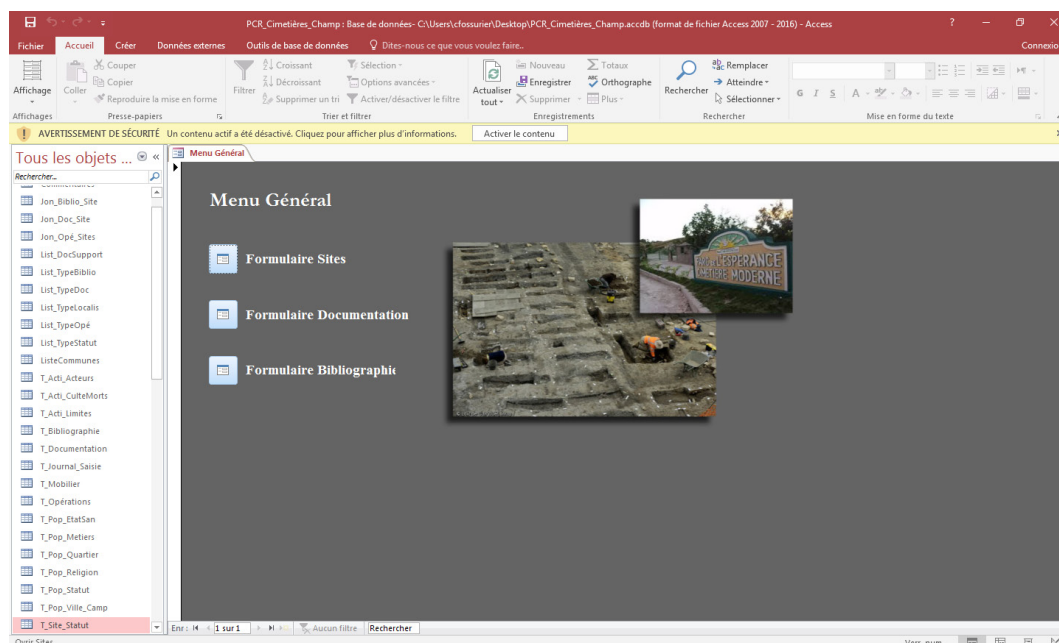 PCR_Cimetières_Champ : Base de données- C:\Users\cfossurier\Desktop\PCR_Cimetières_Champ.accdb (format de fichier Access 2007 - 2016) - Access
Fichier Accueil Créer Données externes Outils de base de données Dites-nous ce que vous voulez faire... Connexio
Affichage
Coller
Couper
Copier
Reproduire la mise en forme
Filtrer
Croissant
Décroissant
Supprimer un tri
Sélection
Options avancées
Activer/désactiver le filtre
Actualiser
tout
Nouveau
Enregistrer
Supprimer
Totaux
Orthographe
Plus
Rechercher
Remplacer
Atteindre
Sélectionner
G I S
Affichages Presse-papiers Trier et filtrer Enregistrements Rechercher Mise en forme du texte
AVERTISSEMENT DE SÉCURITÉ Un contenu actif a été désactivé. Cliquez pour afficher plus d'informations. Activer le contenu
Tous les objets ...
Rechercher...
Commentaires
Jon_Biblio_Site
Jon_Doc_Site
Jon_Opé_Sites
List_DocSupport
List_TypeBiblio
List_TypeDoc
List_TypeLocalis
List_TypeOpé
List_TypeStatut
ListeCommunes
T_Acti_Acteurs
T_Acti_CulteMorts
T_Acti_Limites
T_Bibliographie
T_Documentation
T_Journal_Saisie
T_Mobilier
T_Opérations
T_Pop_EtatSan
T_Pop_Metiers
T_Pop_Quartier
T_Pop_Religion
T_Pop_Statut
T_Pop_Ville_Camp
T_Site_Statut
Menu Général
Menu Général
Formulaire Sites
Formulaire Documentation
Formulaire Bibliographie
L'ESPERANCE
CIMETIERE MODERNE
Enr : 1 sur 1 Aucun filtre Rechercher
Ouvrir Sites Verr. num.